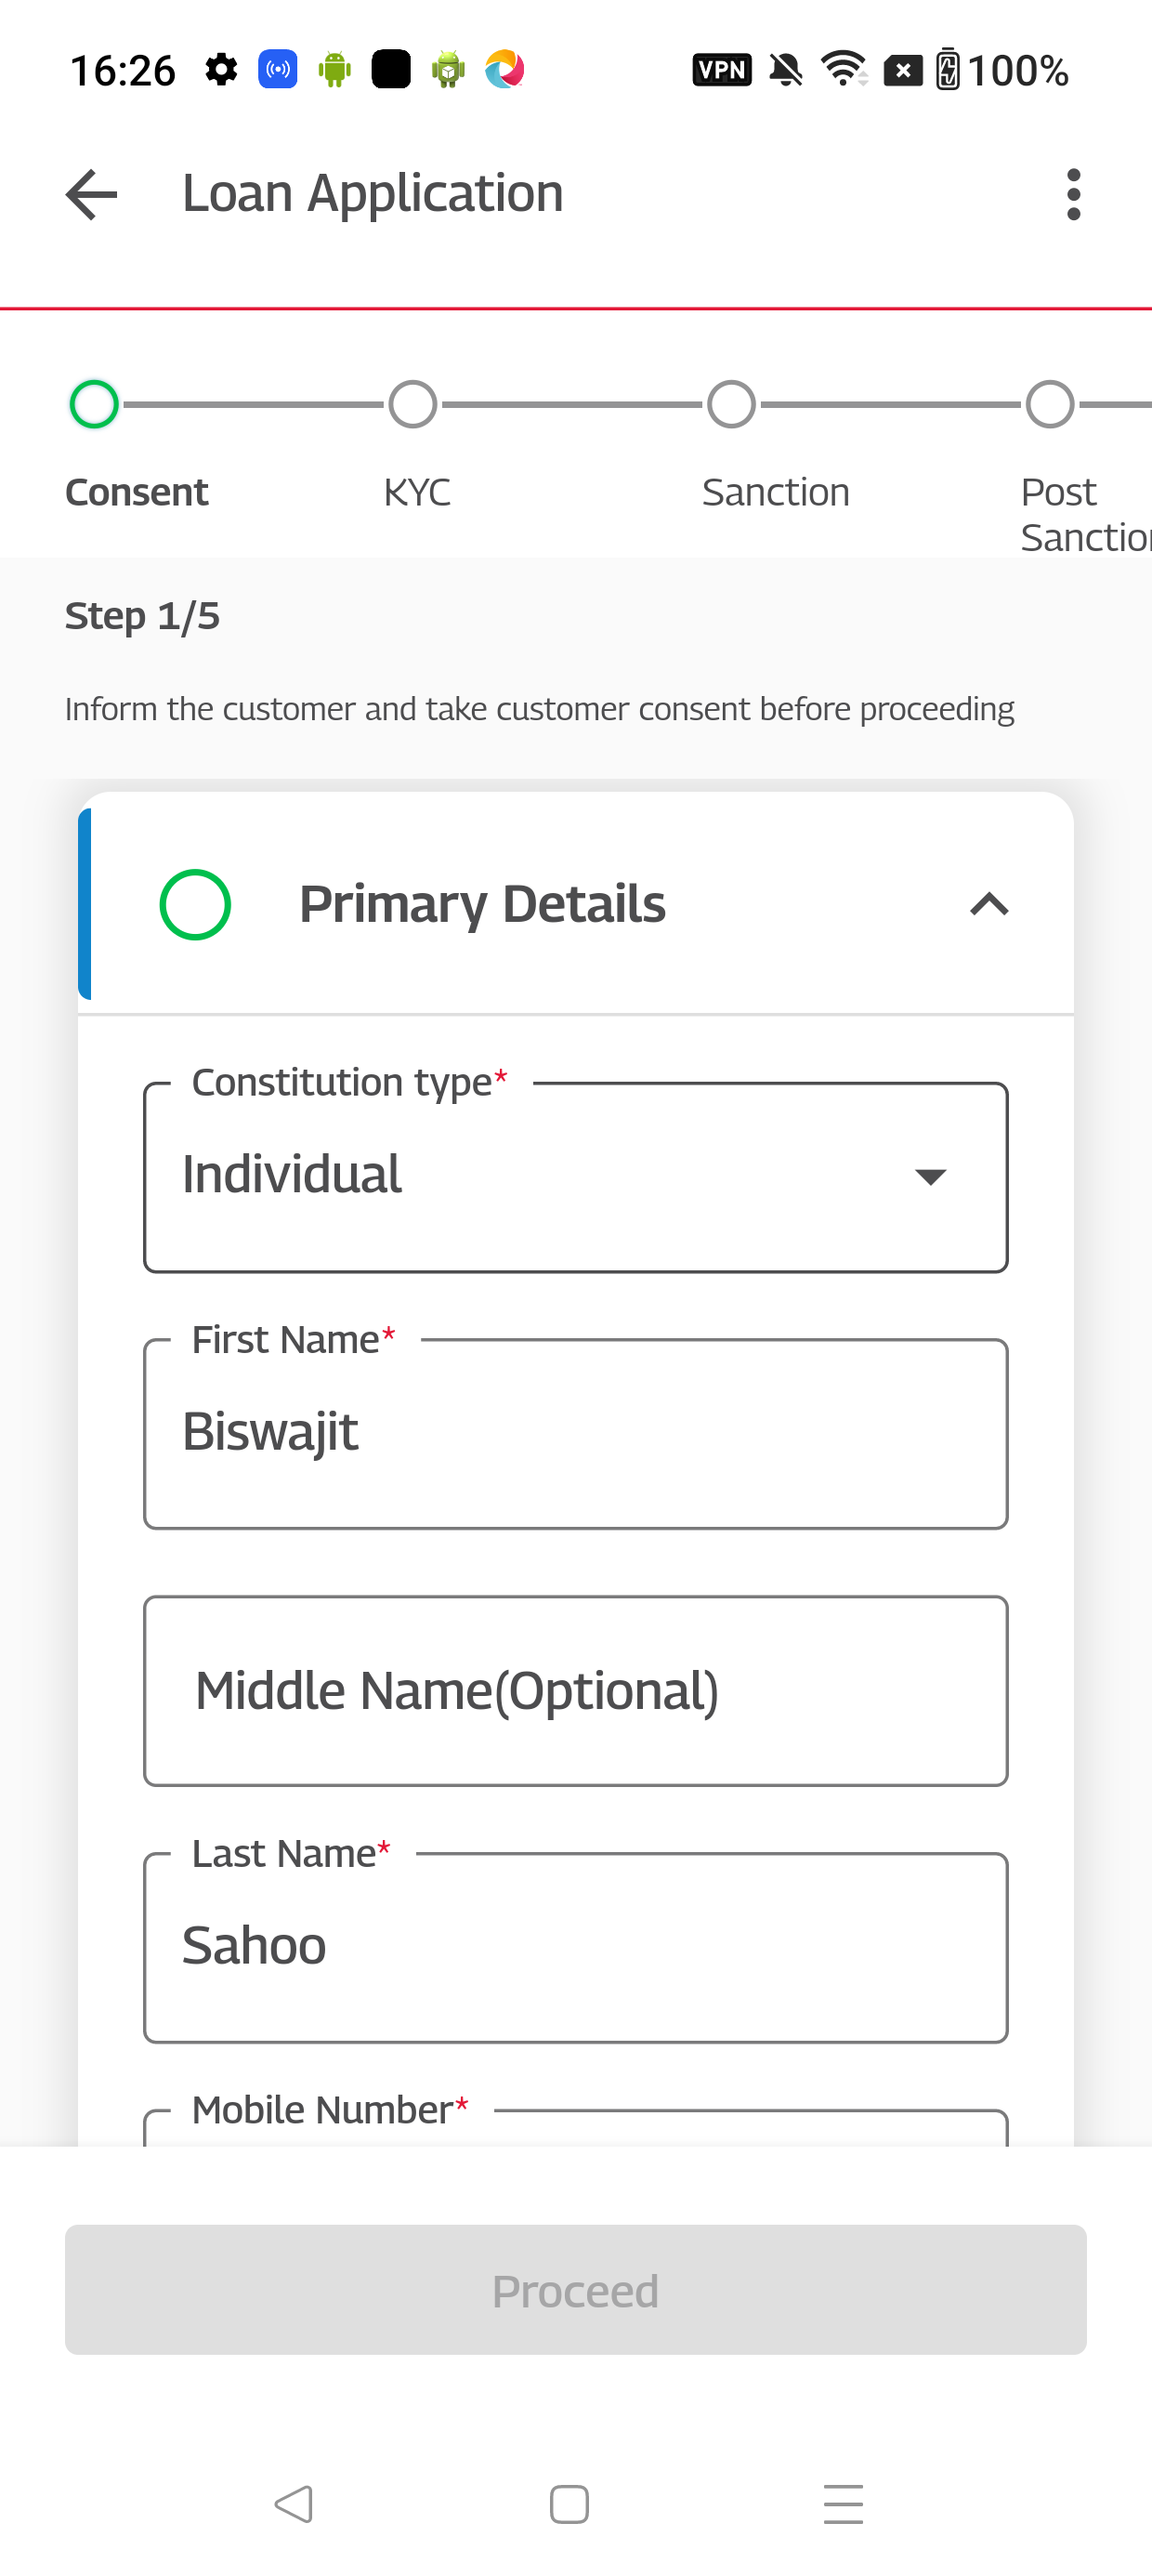 16:26
VPN
100%
Loan Application
Consent
KYC
Sanction
Post
Sanction
Step 1/5
Inform the customer and take customer consent before proceeding
Primary Details
Constitution type*
Individual
First Name*
Biswajit
Middle Name(Optional)
Last Name*
Sahoo
Mobile Number*
Proceed